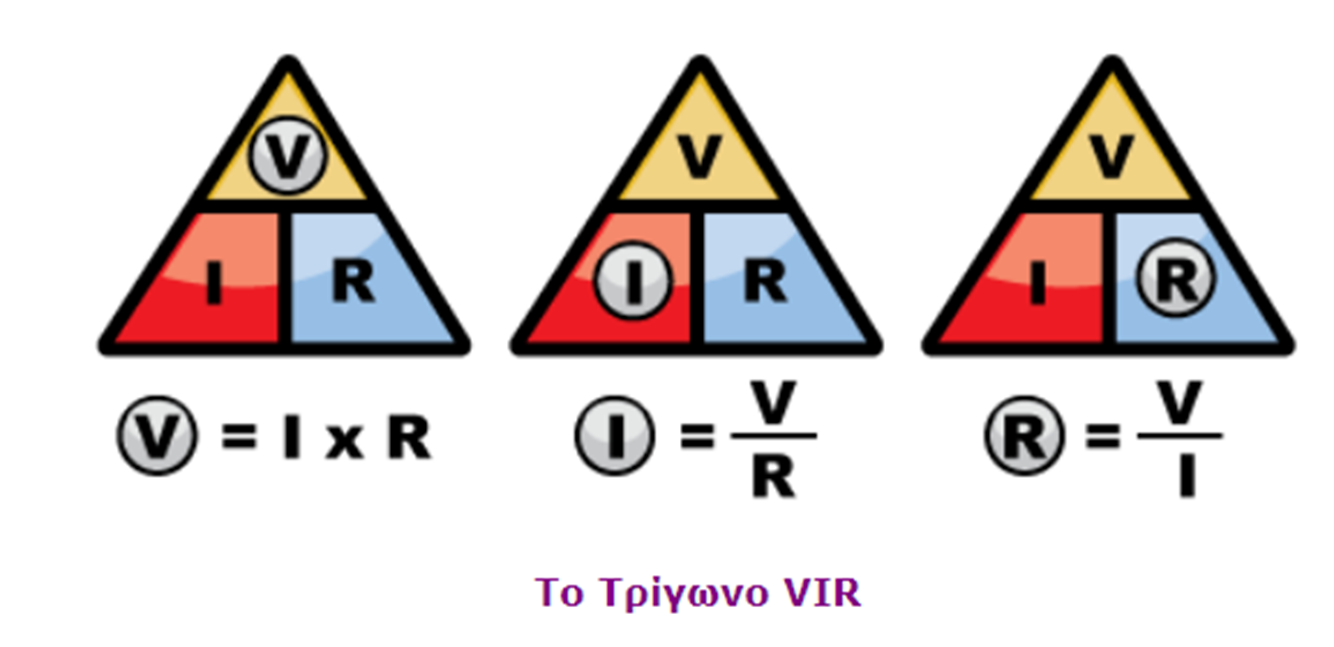 V
I R
V = I x R
V
I R
I = V
R
V
I R
R = V
I
Το Τρίγωνο VIR